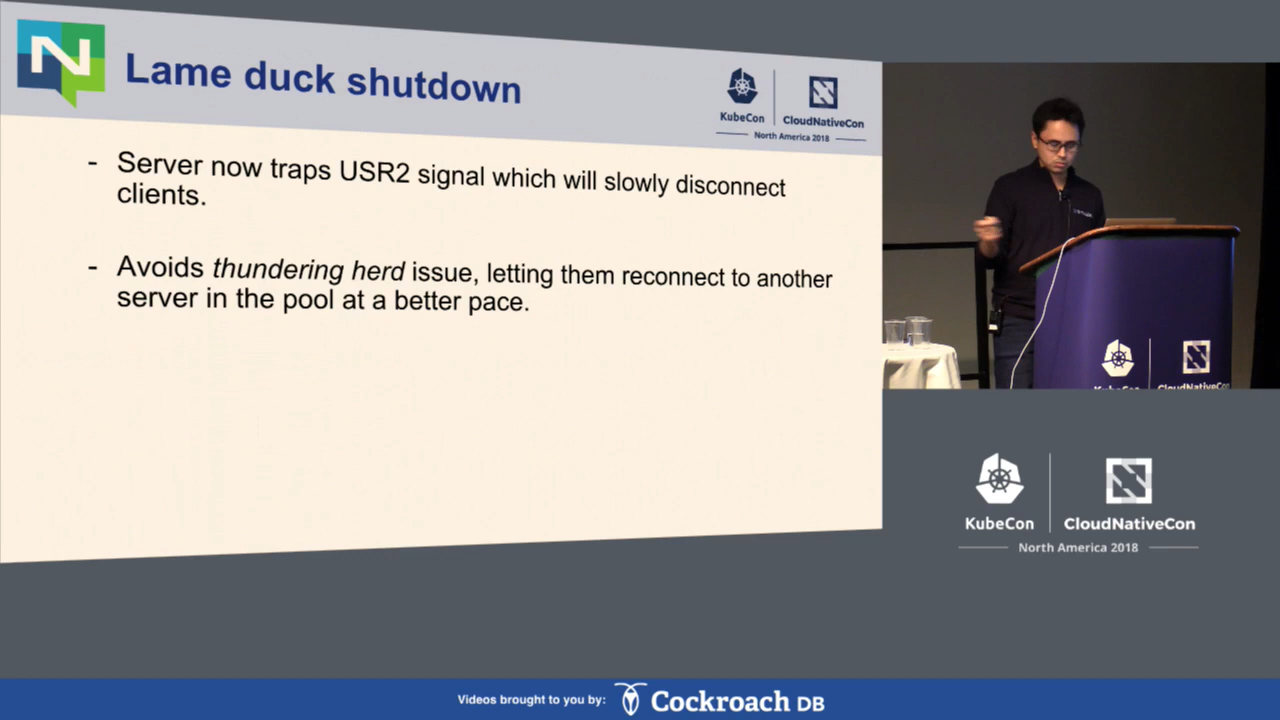 N
Lame duck shutdown
KubeCon
CloudNativeCon
North America 2018
- Server now traps USR2 signal which will slowly disconnect
clients.
- Avoids thundering herd issue, letting them reconnect to another
server in the pool at a better pace.
KubeCon
CloudNativeCon
KubeCon
CloudNativeCon
North America 2018
Videos brought to you by:
Cockroach DB